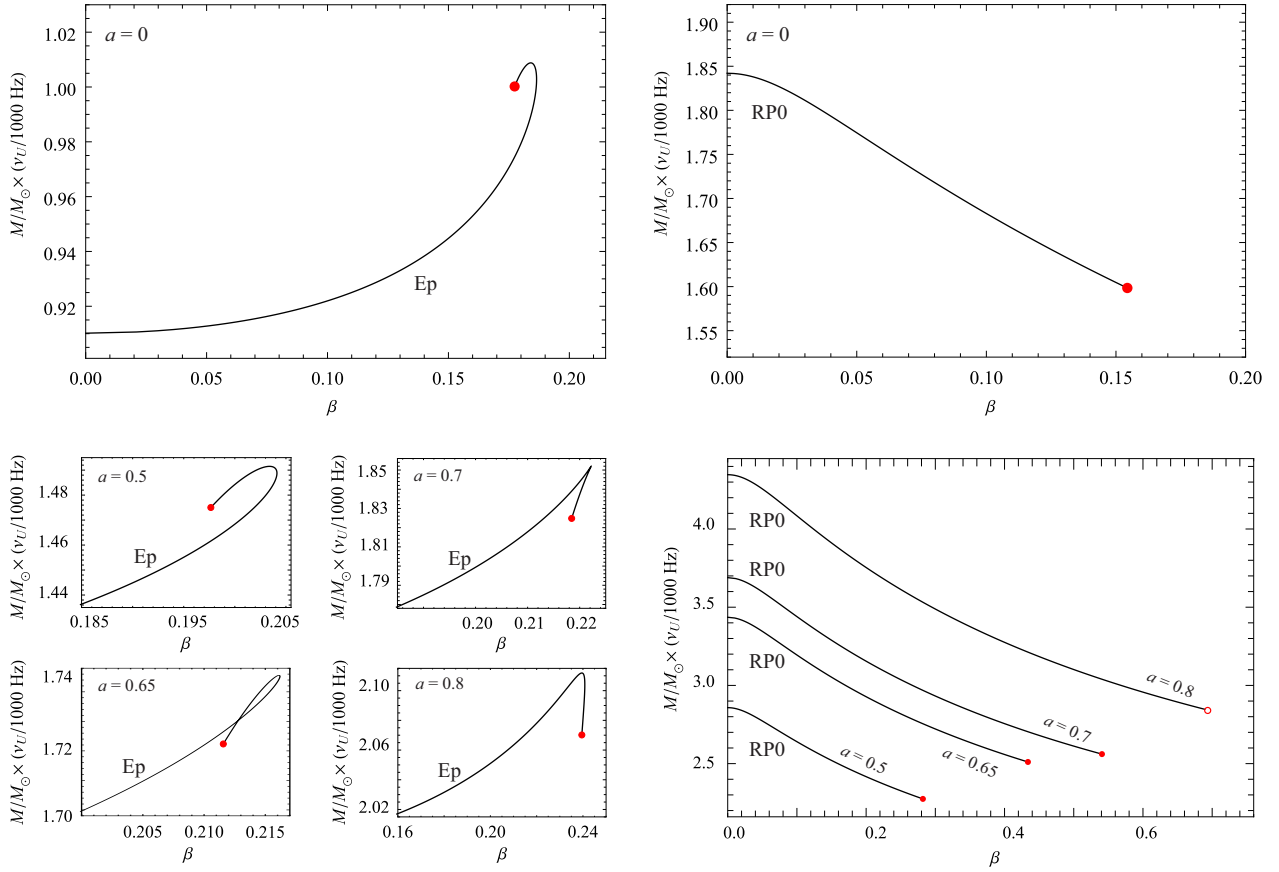 a = 0
Ep
M/M☉× (νU/1000 Hz)
1.02
1.00
0.98
0.96
0.94
0.92
0.00 0.05 0.10 0.15 0.20
β
a = 0
RP0
M/M☉× (νU/1000 Hz)
1.90
1.85
1.80
1.75
1.70
1.65
1.60
1.55
0.00 0.05 0.10 0.15 0.20
β
a = 0.5
Ep
M/M☉× (νU/1000 Hz)
1.48
1.46
1.44
0.185 0.195 0.205
β
a = 0.7
Ep
M/M☉× (νU/1000 Hz)
1.85
1.83
1.81
1.79
0.20 0.21 0.22
β
a = 0.65
Ep
M/M☉× (νU/1000 Hz)
1.74
1.72
1.70
0.205 0.210 0.215
β
a = 0.8
Ep
M/M☉× (νU/1000 Hz)
2.10
2.06
2.02
0.16 0.20 0.24
β
M/M☉× (νU/1000 Hz)
4.0
3.5
3.0
2.5
RP0
RP0
RP0
RP0
a = 0.8
a = 0.7
a = 0.65
a = 0.5
0.0 0.2 0.4 0.6
β